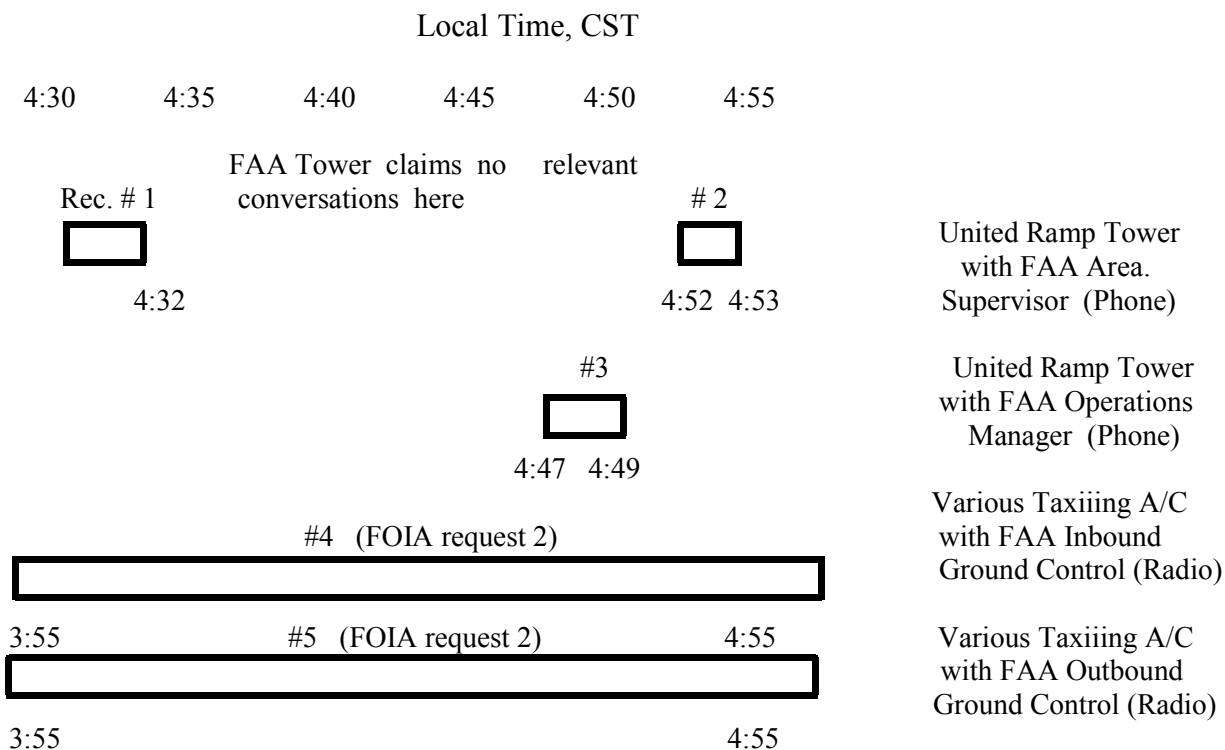 Local Time, CST
4:30 4:35 4:40 4:45 4:50 4:55
FAA Tower claims no relevant
Rec. # 1 conversations here # 2
United Ramp Tower
with FAA Area.
4:32 4:52 4:53 Supervisor (Phone)
#3 United Ramp Tower
with FAA Operations
Manager (Phone)
4:47 4:49
Various Taxiiing A/C
#4 (FOIA request 2) with FAA Inbound
Ground Control (Radio)
3:55 #5 (FOIA request 2) 4:55 Various Taxiiing A/C
with FAA Outbound
Ground Control (Radio)
3:55 4:55